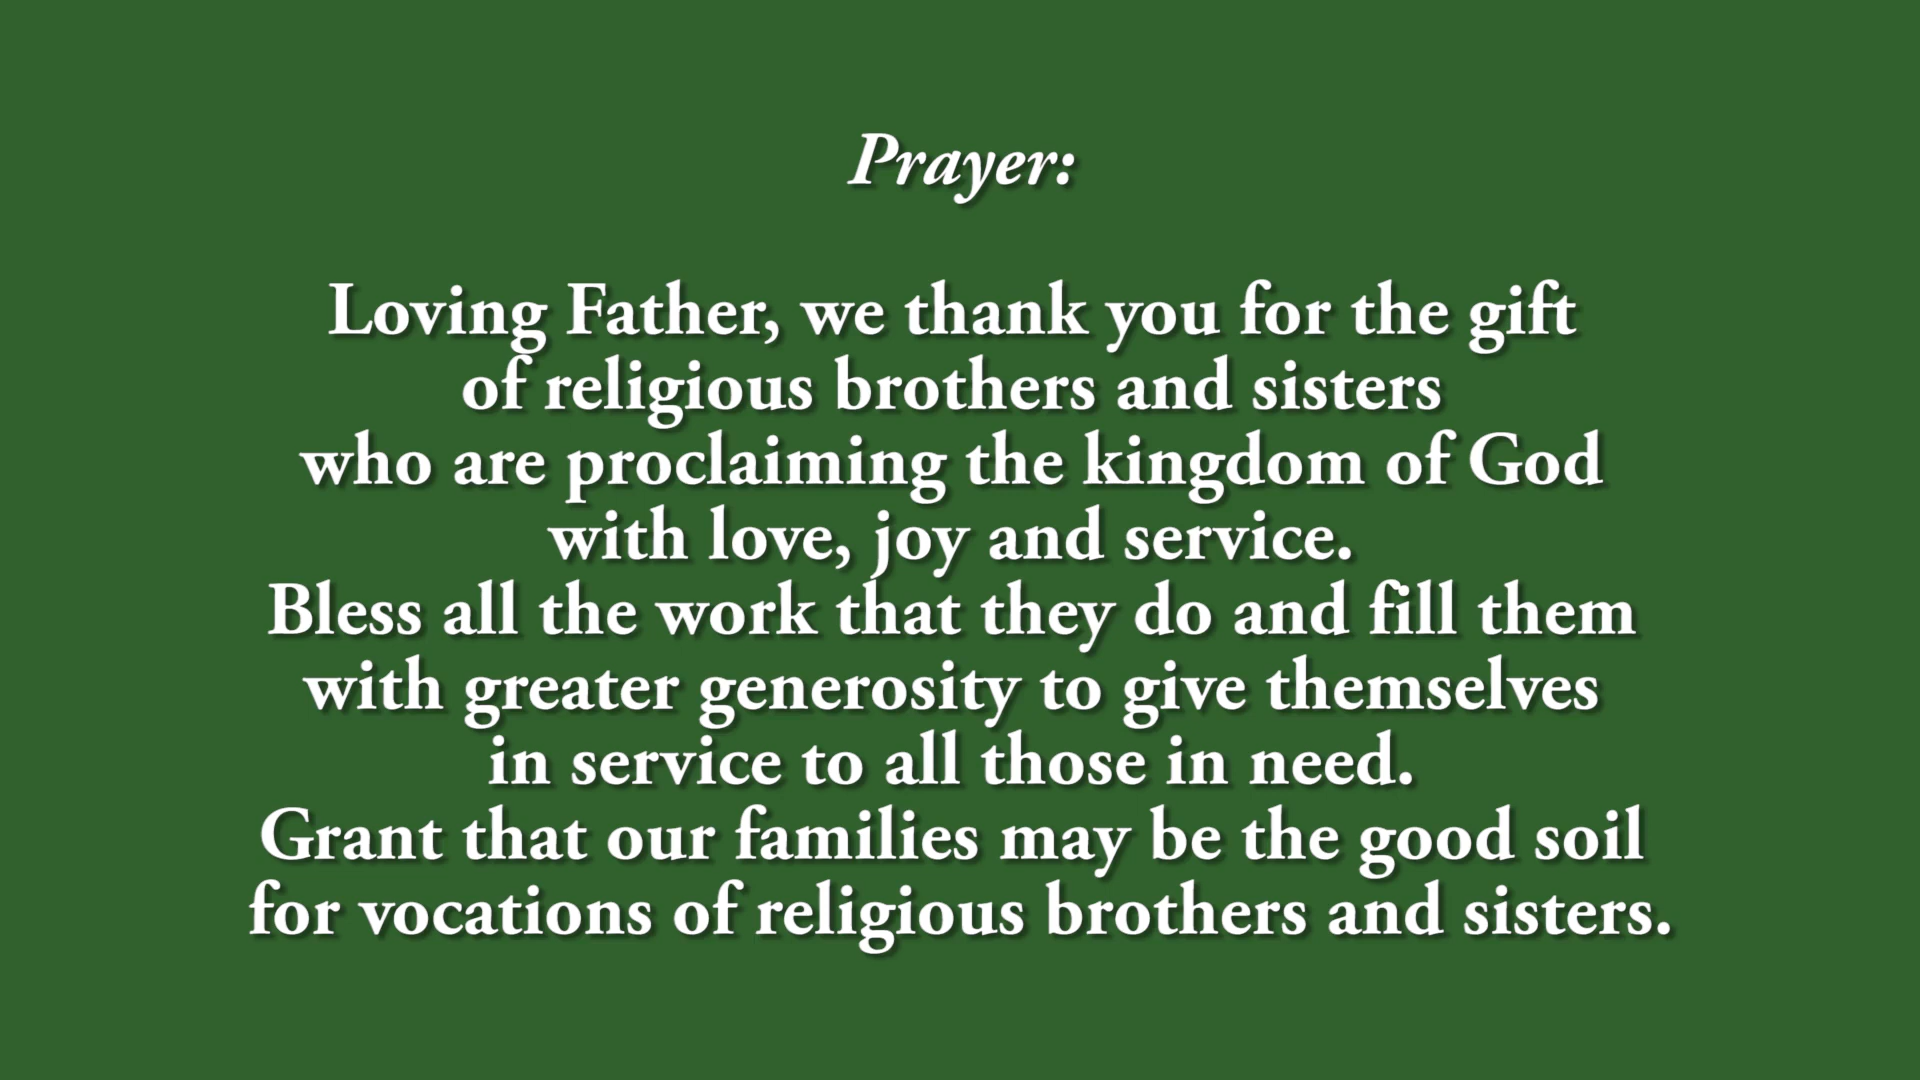 Prayer:
Loving Father, we thank you for the gift
of religious brothers and sisters
who are proclaiming the kingdom of God
with love, joy and service.
Bless all the work that they do and fill them
with greater generosity to give themselves
in service to all those in need.
Grant that our families may be the good soil
for vocations of religious brothers and sisters.